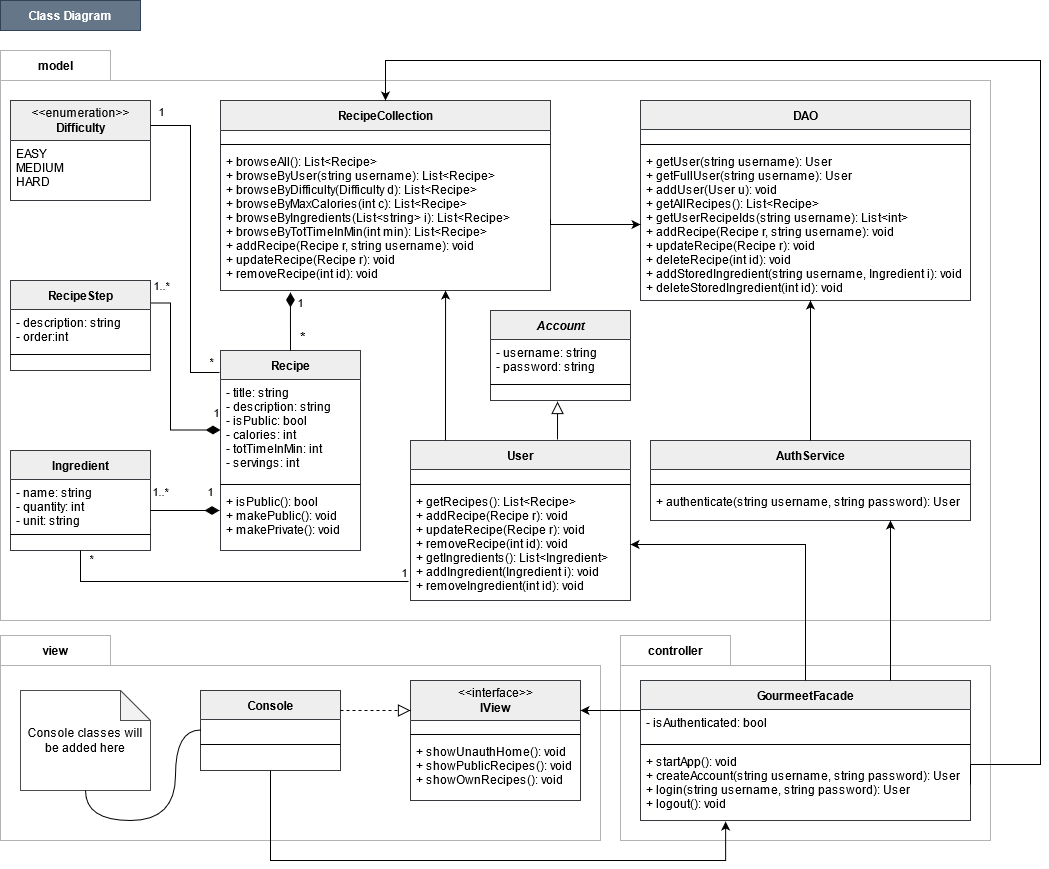 Class Diagram
model
<<enumeration>>
Difficulty
EASY
MEDIUM
HARD
1
*
RecipeCollection
+ browseAll(): List<Recipe>
+ browseByUser(string username): List<Recipe>
+ browseByDifficulty(Difficulty d): List<Recipe>
+ browseByMaxCalories(int c): List<Recipe>
+ browseByIngredients(List<string> i): List<Recipe>
+ browseByTotTimeInMin(int min): List<Recipe>
+ addRecipe(Recipe r, string username): void
+ updateRecipe(Recipe r): void
+ removeRecipe(int id): void
1
*
DAO
+ getUser(string username): User
+ getFullUser(string username): User
+ addUser(User u): void
+ getAllRecipes(): List<Recipe>
+ getUserRecipeIds(string username): List<int>
+ addRecipe(Recipe r, string username): void
+ updateRecipe(Recipe r): void
+ deleteRecipe(int id): void
+ addStoredIngredient(string username, Ingredient i): void
+ deleteStoredIngredient(int id): void
RecipeStep
- description: string
- order:int
1..*
1
Account
- username: string
- password: string
Recipe
- title: string
- description: string
- isPublic: bool
- calories: int
- totTimeInMin: int
- servings: int
+ isPublic(): bool
+ makePublic(): void
+ makePrivate(): void
Ingredient
- name: string
- quantity: int
- unit: string
1..*
1
*
1
User
+ getRecipes(): List<Recipe>
+ addRecipe(Recipe r): void
+ updateRecipe(Recipe r): void
+ removeRecipe(int id): void
+ getIngredients(): List<Ingredient>
+ addIngredient(Ingredient i): void
+ removeIngredient(int id): void
AuthService
+ authenticate(string username, string password): User
view
Console classes will
be added here
Console
<<interface>>
IView
+ showUnauthHome(): void
+ showPublicRecipes(): void
+ showOwnRecipes(): void
controller
GourmeetFacade
- isAuthenticated: bool
+ startApp(): void
+ createAccount(string username, string password): User
+ login(string username, string password): User
+ logout(): void